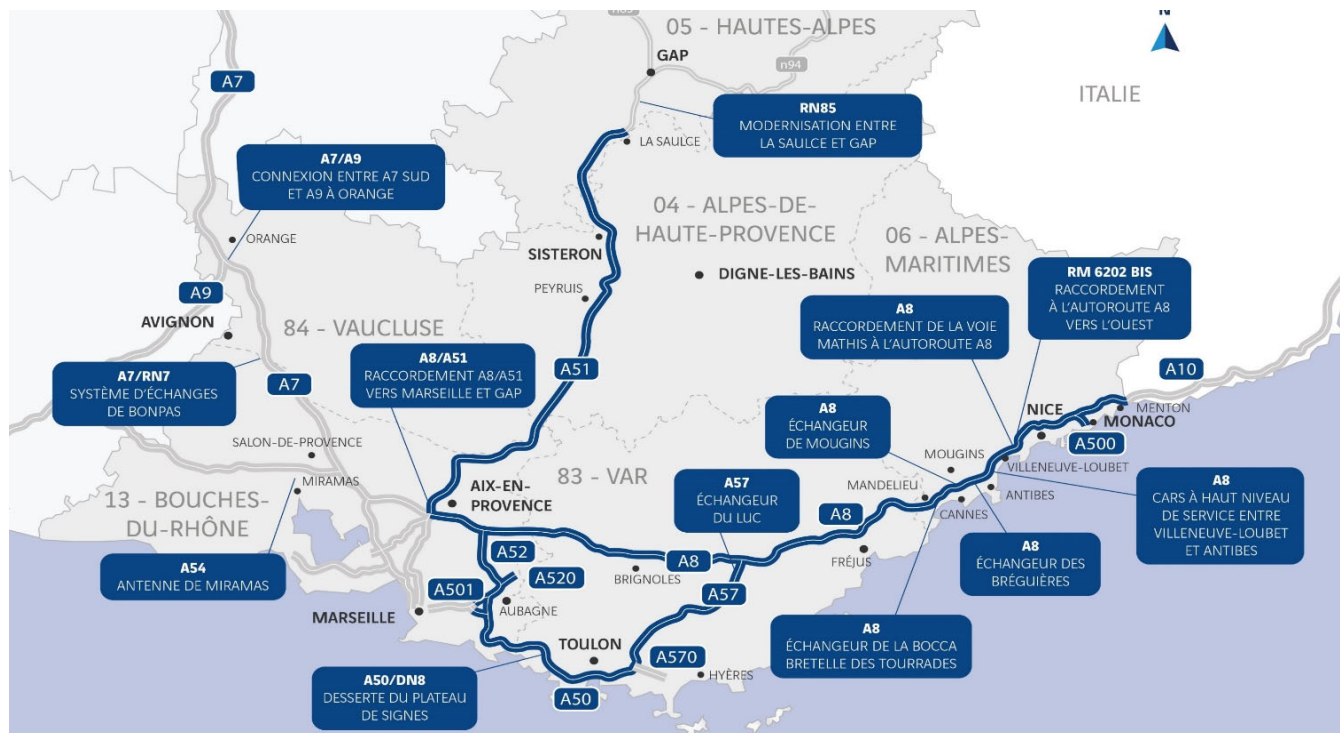 N
05 - HAUTES-ALPES
GAP
n94
A7
ITALIE
RN85
MODERNISATION ENTRE
LA SAULCE ET GAP
LA SAULCE
A7/A9
CONNEXION ENTRE A7 SUD
ET A9 À ORANGE
ORANGE
04 - ALPES-DE-
HAUTE-PROVENCE
SISTERON
DIGNE-LES-BAINS
06 - ALPES-
MARITIMES
PEYRUIS
A9
AVIGNON
84 - VAUCLUSE
RM 6202 BIS
RACCORDEMENT
À L'AUTOROUTE A8
VERS L'OUEST
A8
RACCORDEMENT DE LA VOIE
MATHIS À L'AUTOROUTE A8
A7/RN7
SYSTÈME D'ÉCHANGES
DE BONPAS
A7
A8/A51
RACCORDEMENT A8/A51
VERS MARSEILLE ET GAP
A51
A10
MENTON
NICE
MONACO
A500
A8
ÉCHANGEUR
DE MOUGINS
SALON-DE-PROVENCE
MIRAMAS
83 - VAR
MOUGINS
VILLENEUVE-LOUBET
MANDELIEU
ANTIBES
CANNES
13 - BOUCHES-
DU-RHÔNE
AIX-EN-
PROVENCE
A57
ÉCHANGEUR
DU LUC
A8
A8
CARS À HAUT NIVEAU
DE SERVICE ENTRE
VILLENEUVE-LOUBET
ET ANTIBES
A54
ANTENNE DE MIRAMAS
A52
A8
FRÉJUS
A8
ÉCHANGEUR DES
BRÉGUIÈRES
A520
BRIGNOLES
A501
AUBAGNE
A57
MARSEILLE
TOULON
A570
HYÈRES
A8
ÉCHANGEUR DE LA BOCCA
BRETELLE DES TOURRADES
A50/DN8
DESSERTE DU PLATEAU
DE SIGNES
A50